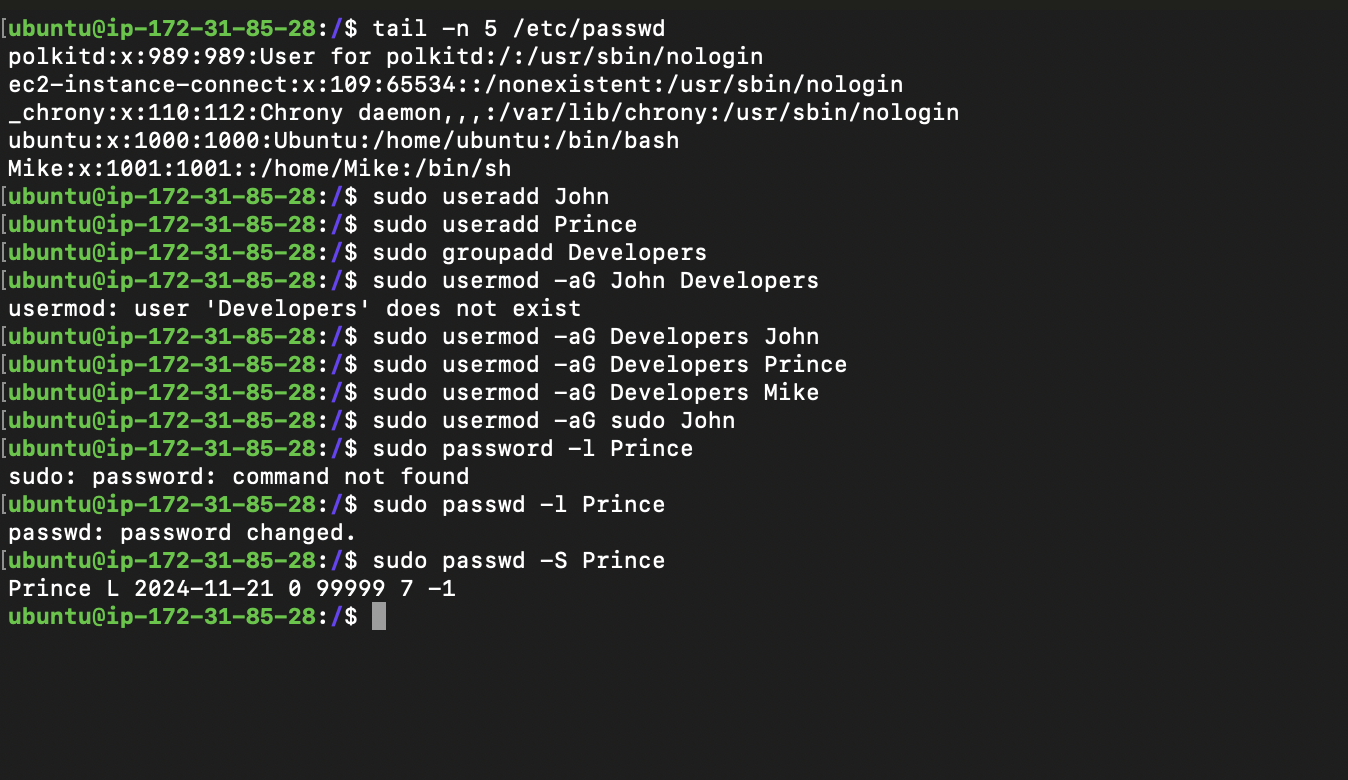 [ubuntu@ip-172-31-85-28:/$ tail -n 5 /etc/passwd
polkitd:x:989:989:User for polkitd:/:/usr/sbin/nologin
ec2-instance-connect:x:109:65534::/nonexistent:/usr/sbin/nologin
_chrony:x:110:112:Chrony daemon,,,:/var/lib/chrony:/usr/sbin/nologin
ubuntu:x:1000:1000:Ubuntu:/home/ubuntu:/bin/bash
Mike:x:1001:1001::/home/Mike:/bin/sh
[ubuntu@ip-172-31-85-28:/$ sudo useradd John
[ubuntu@ip-172-31-85-28:/$ sudo useradd Prince
[ubuntu@ip-172-31-85-28:/$ sudo groupadd Developers
[ubuntu@ip-172-31-85-28:/$ sudo usermod -aG John Developers
usermod: user 'Developers' does not exist
[ubuntu@ip-172-31-85-28:/$ sudo usermod -aG Developers John
[ubuntu@ip-172-31-85-28:/$ sudo usermod -aG Developers Prince
[ubuntu@ip-172-31-85-28:/$ sudo usermod -aG Developers Mike
[ubuntu@ip-172-31-85-28:/$ sudo usermod -aG sudo John
[ubuntu@ip-172-31-85-28:/$ sudo password -l Prince
sudo: password: command not found
[ubuntu@ip-172-31-85-28:/$ sudo passwd -l Prince
passwd: password changed.
[ubuntu@ip-172-31-85-28:/$ sudo passwd -S Prince
Prince L 2024-11-21 0 99999 7 -1
ubuntu@ip-172-31-85-28:/$